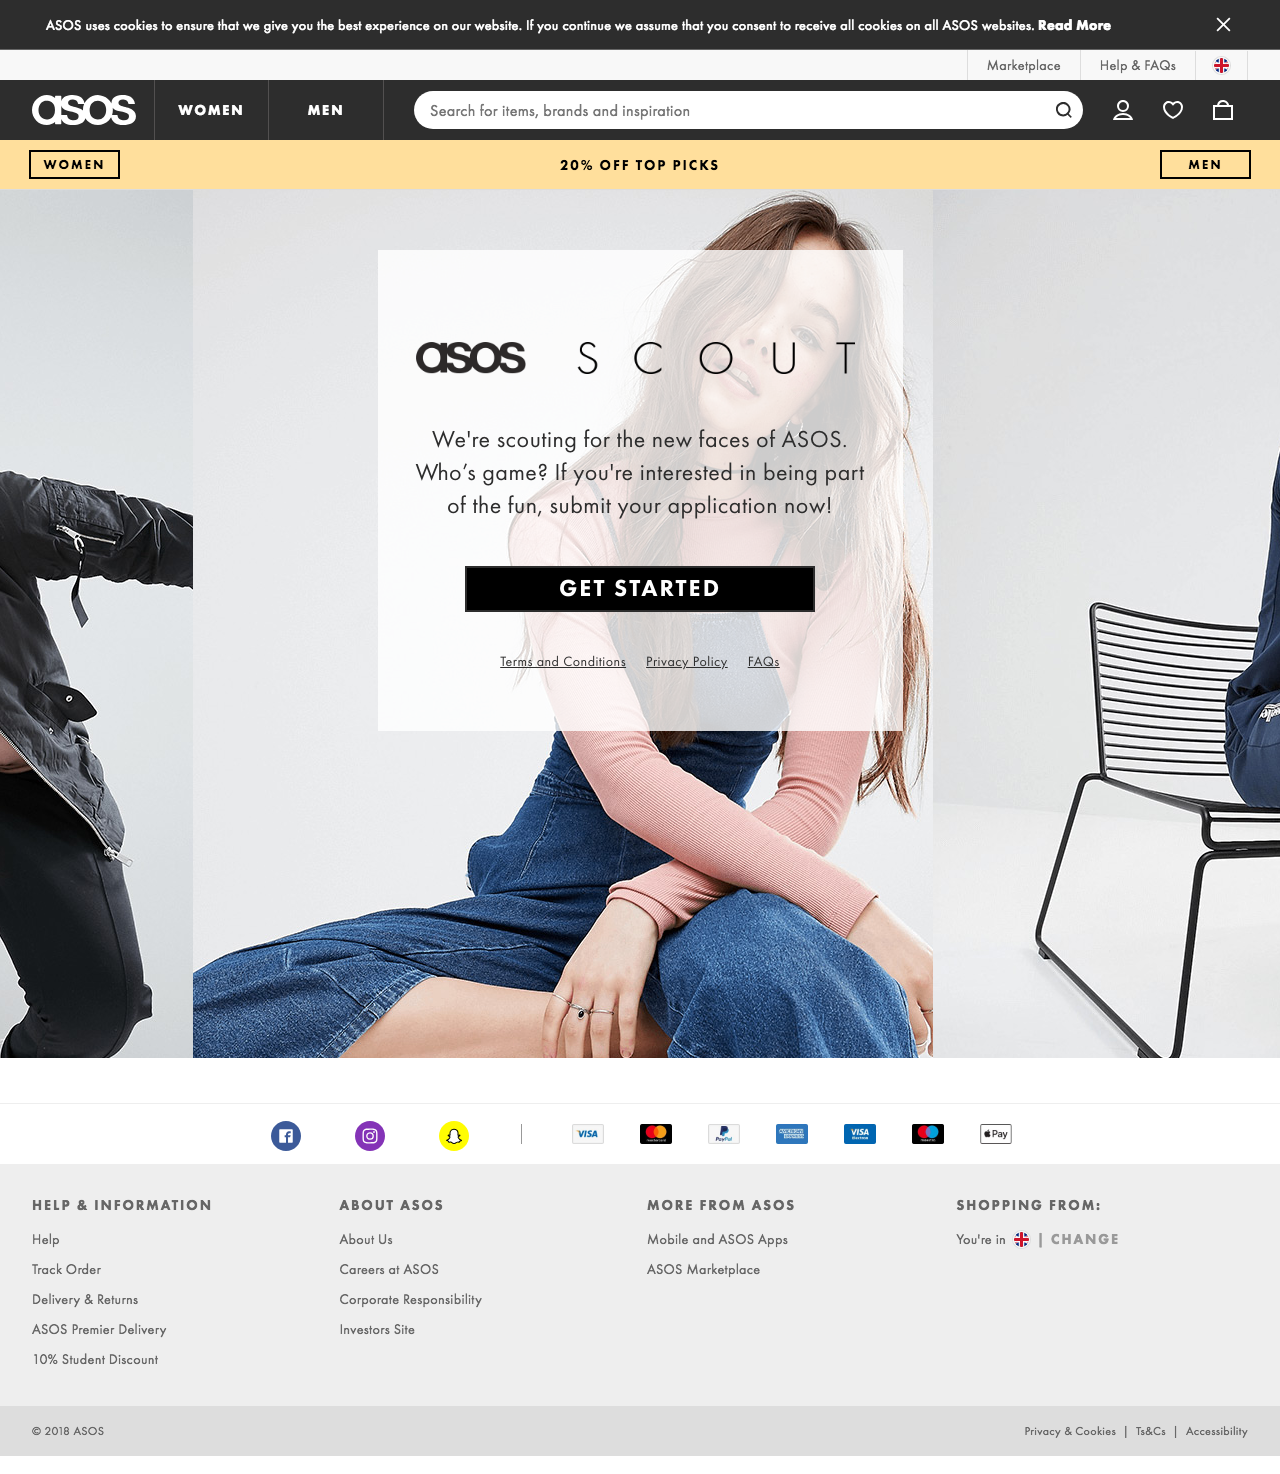 ASOS uses cookies to ensure that we give you the best experience on our website. If you continue we assume that you consent to receive all cookies on all ASOS websites. Read More
Marketplace
Help & FAQs
asos
WOMEN
MEN
Search for items, brands and inspiration
WOMEN
20% OFF TOP PICKS
MEN
asos SCOUT
We're scouting for the new faces of ASOS.
Who’s game? If you're interested in being part
of the fun, submit your application now!
GET STARTED
Terms and Conditions
Privacy Policy
FAQs
VISA
PayPal
VISA
Pay
HELP & INFORMATION
Help
Track Order
Delivery & Returns
ASOS Premier Delivery
10% Student Discount
ABOUT ASOS
About Us
Careers at ASOS
Corporate Responsibility
Investors Site
MORE FROM ASOS
Mobile and ASOS Apps
ASOS Marketplace
SHOPPING FROM:
You're in | CHANGE
© 2018 ASOS
Privacy & Cookies | Ts&Cs | Accessibility